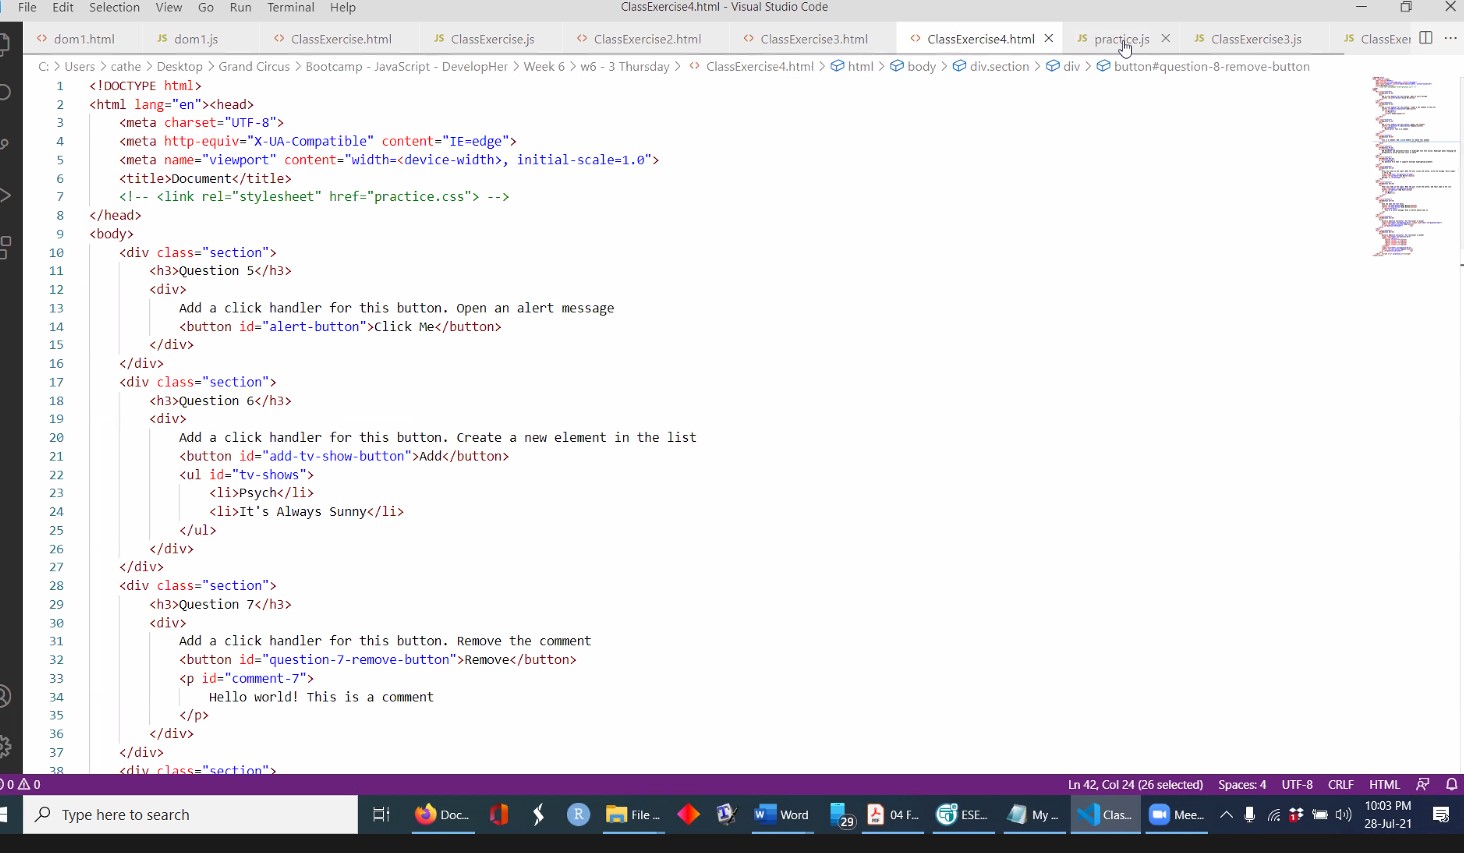 File Edit Selection View Go Run Terminal Help ClassExercise4.html - Visual Studio Code
dom1.html JS dom1.js ClassExercise.html JS ClassExercise.js ClassExercise2.html ClassExercise3.html ClassExercise4.html JS practice.js JS ClassExercise3.js JS ClassExer
C: > Users > cathe > Desktop > Grand Circus > Bootcamp - JavaScript - DevelopHer > Week 6 > w6 - 3 Thursday > ClassExercise4.html > html > body > div.section > div > button#question-8-remove-button
1 <!DOCTYPE html>
2 <html lang="en"><head>
3 <meta charset="UTF-8">
4 <meta http-equiv="X-UA-Compatible" content="IE=edge">
5 <meta name="viewport" content="width=<device-width>, initial-scale=1.0">
6 <title>Document</title>
7 <!-- <link rel="stylesheet" href="practice.css"> -->
8 </head>
9 <body>
10 <div class="section">
11 <h3>Question 5</h3>
12 <div>
13 Add a click handler for this button. Open an alert message
14 <button id="alert-button">Click Me</button>
15 </div>
16 </div>
17 <div class="section">
18 <h3>Question 6</h3>
19 <div>
20 Add a click handler for this button. Create a new element in the list
21 <button id="add-tv-show-button">Add</button>
22 <ul id="tv-shows">
23 <li>Psych</li>
24 <li>It's Always Sunny</li>
25 </ul>
26 </div>
27 </div>
28 <div class="section">
29 <h3>Question 7</h3>
30 <div>
31 Add a click handler for this button. Remove the comment
32 <button id="question-7-remove-button">Remove</button>
33 <p id="comment-7">
34 Hello world! This is a comment
35 </p>
36 </div>
37 </div>
38 <div class="section">
0 0 Ln 42, Col 24 (26 selected) Spaces: 4 UTF-8 CRLF HTML
Type here to search Doc... R File ... Word 29 04 F... ESE... My ... Clas... Mee... 10:03 PM
28-Jul-21